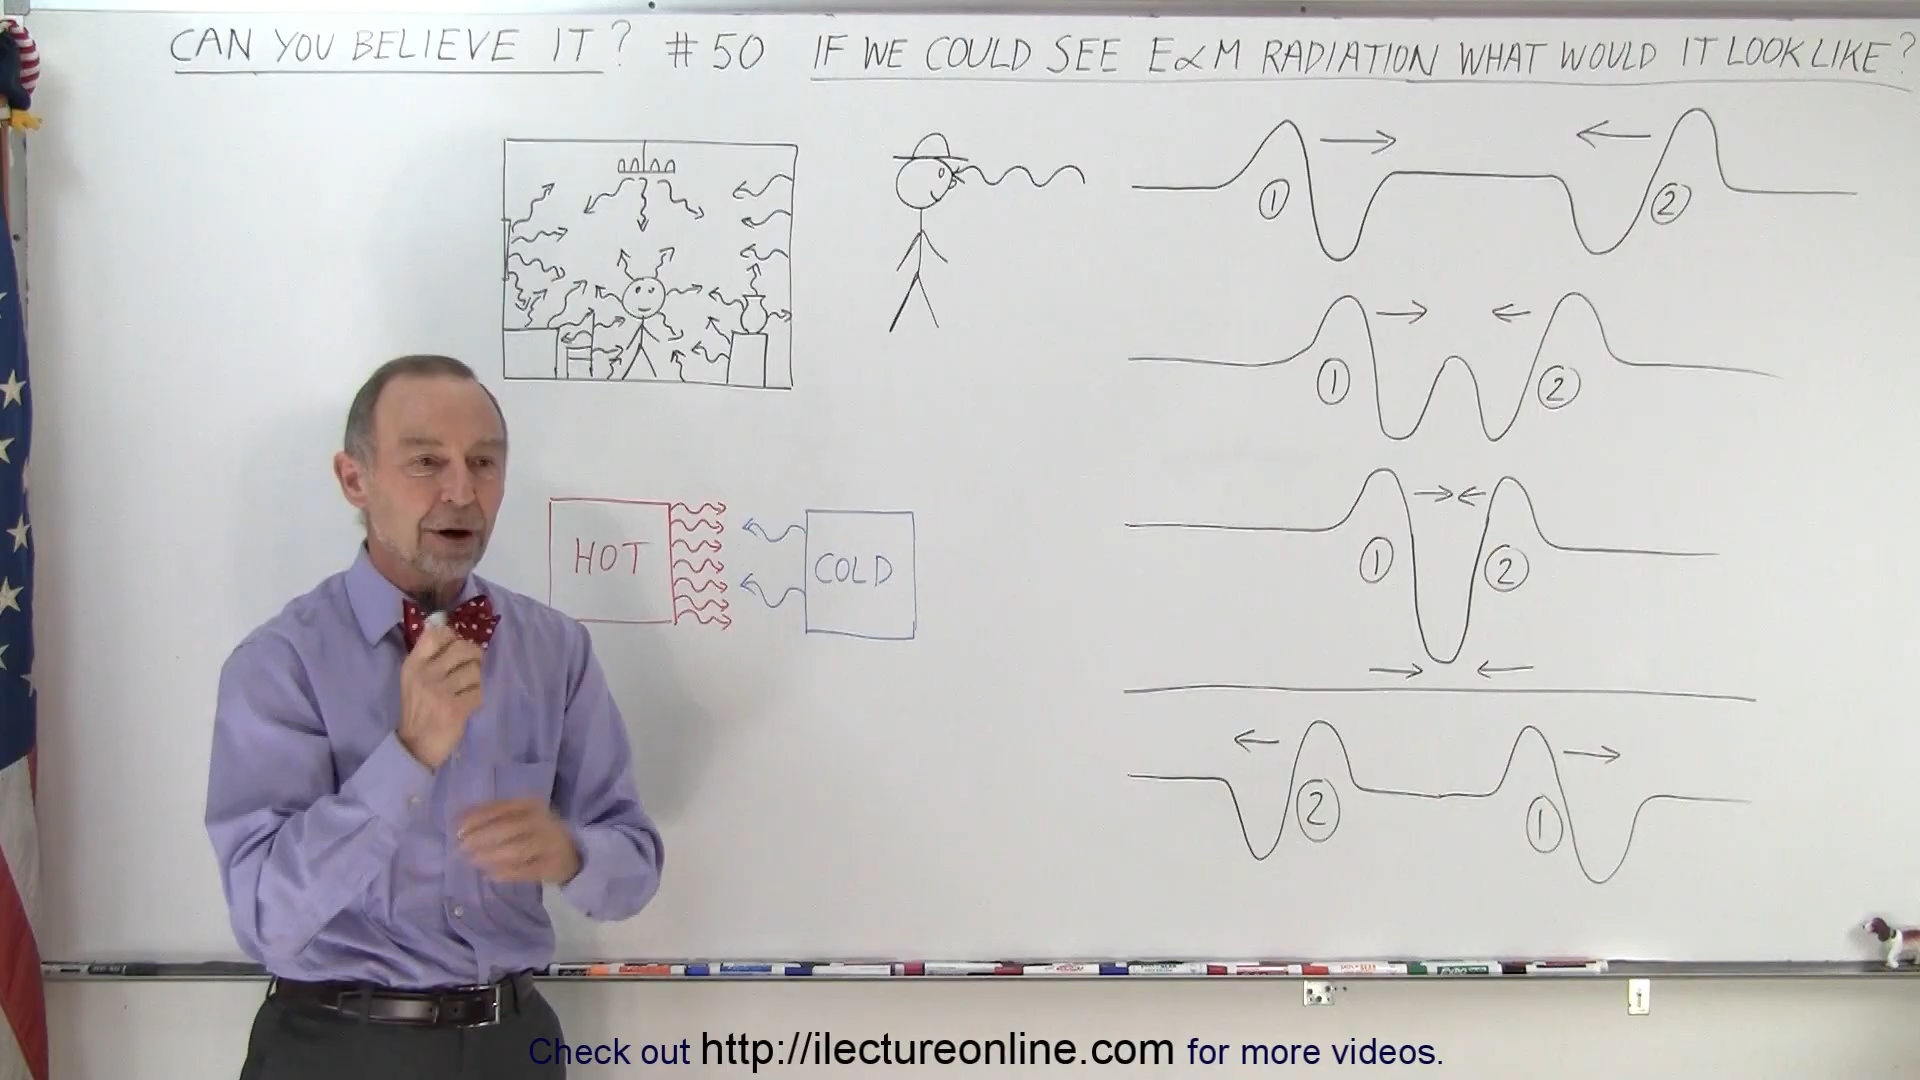 CAN YOU BELIEVE IT? #50 IF WE COULD SEE E∝M RADIATION WHAT WOULD IT LOOK LIKE?
① ②
① ②
HOT COLD
① ②
② ①
Check out http://ilectureonline.com for more videos.